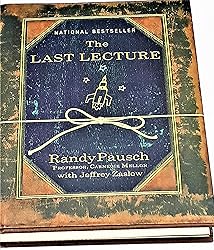 NATIONAL BESTSELLER
The
LAST LECTURE
Randy Pausch
PROFESSOR, CARNEGIE MELLON
with Jeffrey Zaslow